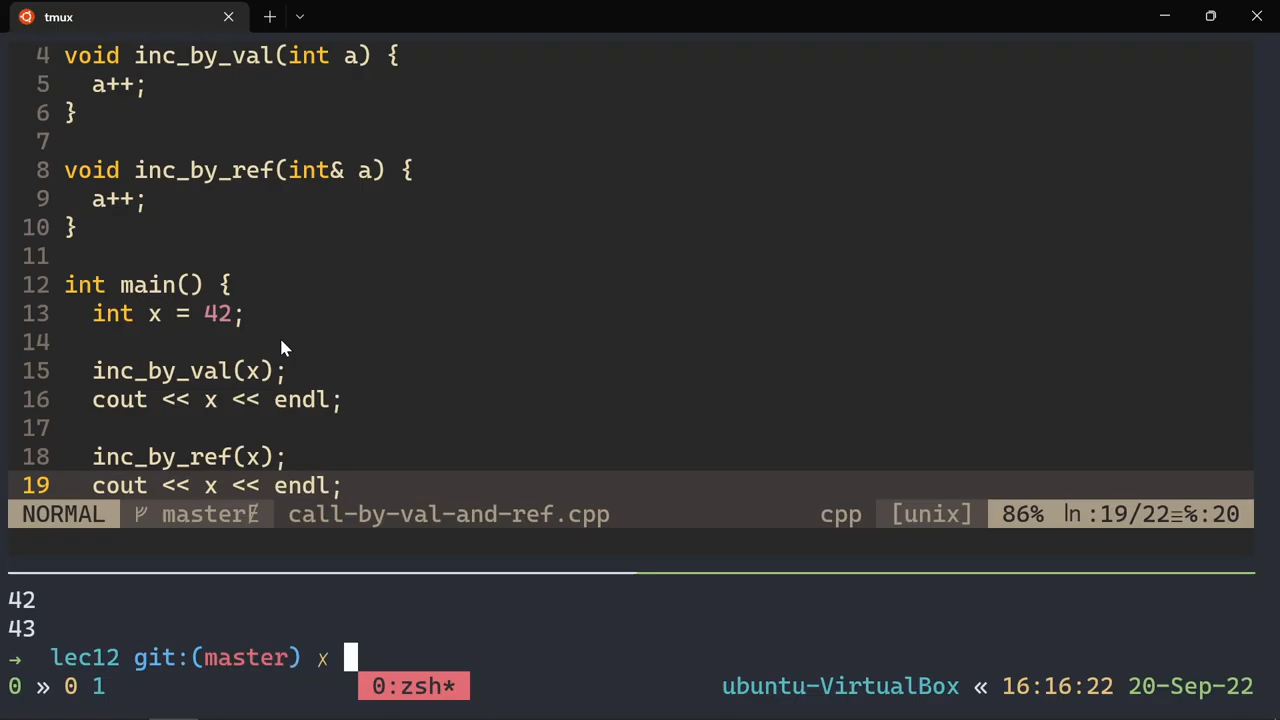 tmux
4 void inc_by_val(int a) {
5   a++;
6 }
7
8 void inc_by_ref(int& a) {
9   a++;
10 }
11
12 int main() {
13   int x = 42;
14
15   inc_by_val(x);
16   cout << x << endl;
17
18   inc_by_ref(x);
19   cout << x << endl;
NORMAL master call-by-val-and-ref.cpp cpp [unix] 86% ln :19/22≡℅:20
42
43
→ lec12 git:(master) ✗
0 » 0 1 0:zsh* ubuntu-VirtualBox « 16:16:22 20-Sep-22